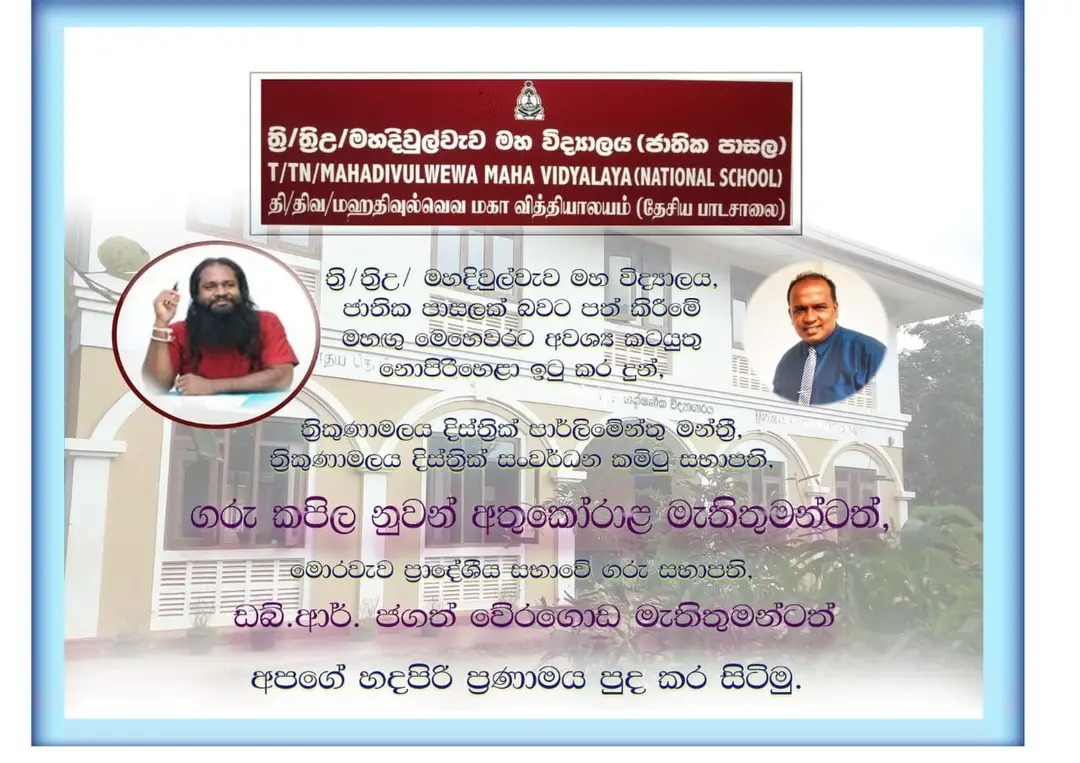 ත්‍රි/ත්‍රිඋ/මහදිවුල්වැව මහ විද්‍යාලය (ජාතික පාසල)
T/TN/MAHADIVULWEWA MAHA VIDYALAYA (NATIONAL SCHOOL)
தி/திவ/மஹதிவுல்வெவ மகா வித்தியாலயம் (தேசிய பாடசாலை)
ත්‍රි/ත්‍රිඋ/ මහදිවුල්වැව මහ විද්‍යාලය,
ජාතික පාසලක් බවට පත් කිරීමේ
මහඟු මෙහෙවරට අවශ්‍ය කටයුතු
නොපිරිහෙළා ඉටු කර දුන්,
ත්‍රිකුණාමලය දිස්ත්‍රික් පාර්ලිමේන්තු මන්ත්‍රී,
ත්‍රිකුණාමලය දිස්ත්‍රික් සංවර්ධන කමිටු සභාපති,
ගරු කපිල නුවන් අතුකෝරාළ මැතිතුමන්ටත්,
මොරවැව ප්‍රාදේශීය සභාවේ ගරු සභාපති,
ඩබ්.ආර්. ජගත් වේරගොඩ මැතිතුමන්ටත්
අපගේ හදපිරි ප්‍රණාමය පුද කර සිටිමු.